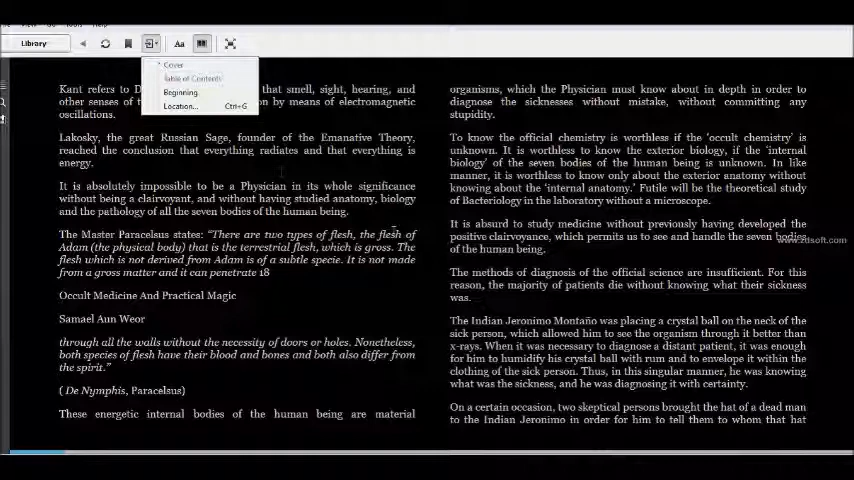 Library
Aa
Cover
Table of Contents
Beginning
Location... Ctrl+G
Kant refers to D that smell, sight, hearing, and
other senses of t on by means of electromagnetic
oscillations.
Lakosky, the great Russian Sage, founder of the Emanative Theory,
reached the conclusion that everything radiates and that everything is
energy.
It is absolutely impossible to be a Physician in its whole significance
without being a clairvoyant, and without having studied anatomy, biology
and the pathology of all the seven bodies of the human being.
The Master Paracelsus states: “There are two types of flesh, the flesh of
Adam (the physical body) that is the terrestrial flesh, which is gross. The
flesh which is not derived from Adam is of a subtle specie. It is not made
from a gross matter and it can penetrate 18
Occult Medicine And Practical Magic
Samael Aun Weor
through all the walls without the necessity of doors or holes. Nonetheless,
both species of flesh have their blood and bones and both also differ from
the spirit.”
( De Nymphis, Paracelsus)
These energetic internal bodies of the human being are material
organisms, which the Physician must know about in depth in order to
diagnose the sicknesses without mistake, without committing any
stupidity.
To know the official chemistry is worthless if the ‘occult chemistry’ is
unknown. It is worthless to know the exterior biology, if the ‘internal
biology’ of the seven bodies of the human being is unknown. In like
manner, it is worthless to know only about the exterior anatomy without
knowing about the ‘internal anatomy.’ Futile will be the theoretical study
of Bacteriology in the laboratory without a microscope.
It is absurd to study medicine without previously having developed the
positive clairvoyance, which permits us to see and handle the seven bodies
of the human being.
www.zdsoft.com
The methods of diagnosis of the official science are insufficient. For this
reason, the majority of patients die without knowing what their sickness
was.
The Indian Jeronimo Montaño was placing a crystal ball on the neck of the
sick person, which allowed him to see the organism through it better than
x-rays. When it was necessary to diagnose a distant patient, it was enough
for him to humidify his crystal ball with rum and to envelope it within the
clothing of the sick person. Thus, in this singular manner, he was knowing
what was the sickness, and he was diagnosing it with certainty.
On a certain occasion, two skeptical persons brought the hat of a dead man
to the Indian Jeronimo in order for him to tell them to whom that hat